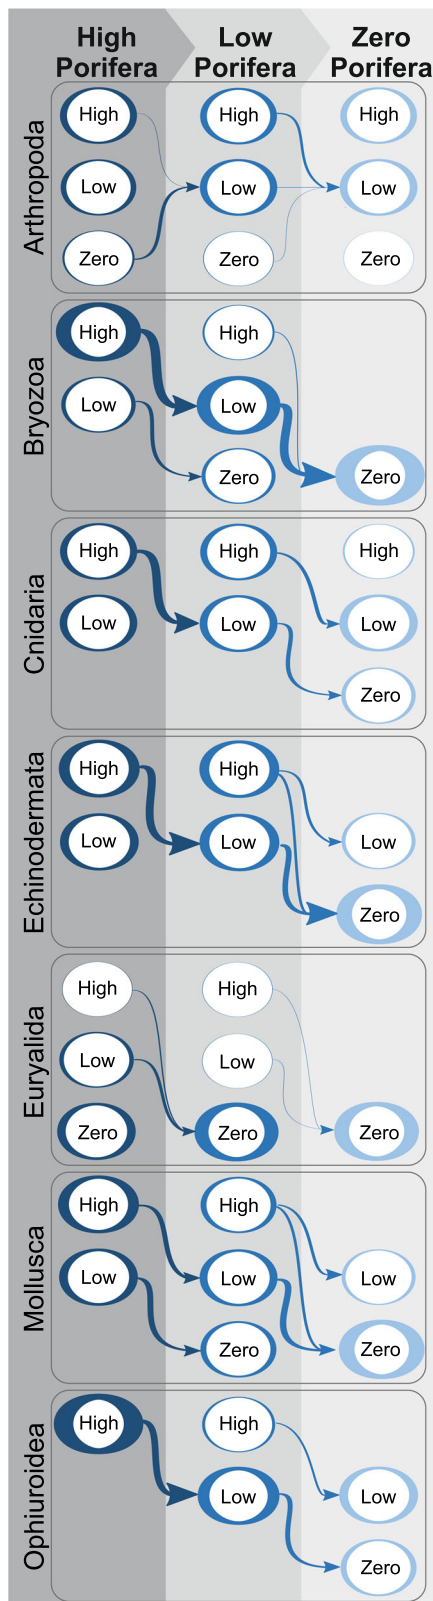 High Low Zero
Porifera Porifera Porifera
Arthropoda
High High High
Low Low Low
Zero Zero Zero
Bryozoa
High High
Low Low
Zero Zero
Cnidaria
High High High
Low Low Low
Zero
Echinodermata
High High
Low Low Low
Zero
Euryalida
High High
Low Low
Zero Zero Zero
Mollusca
High High
Low Low Low
Zero Zero
Ophiuroidea
High High
Low Low
Zero